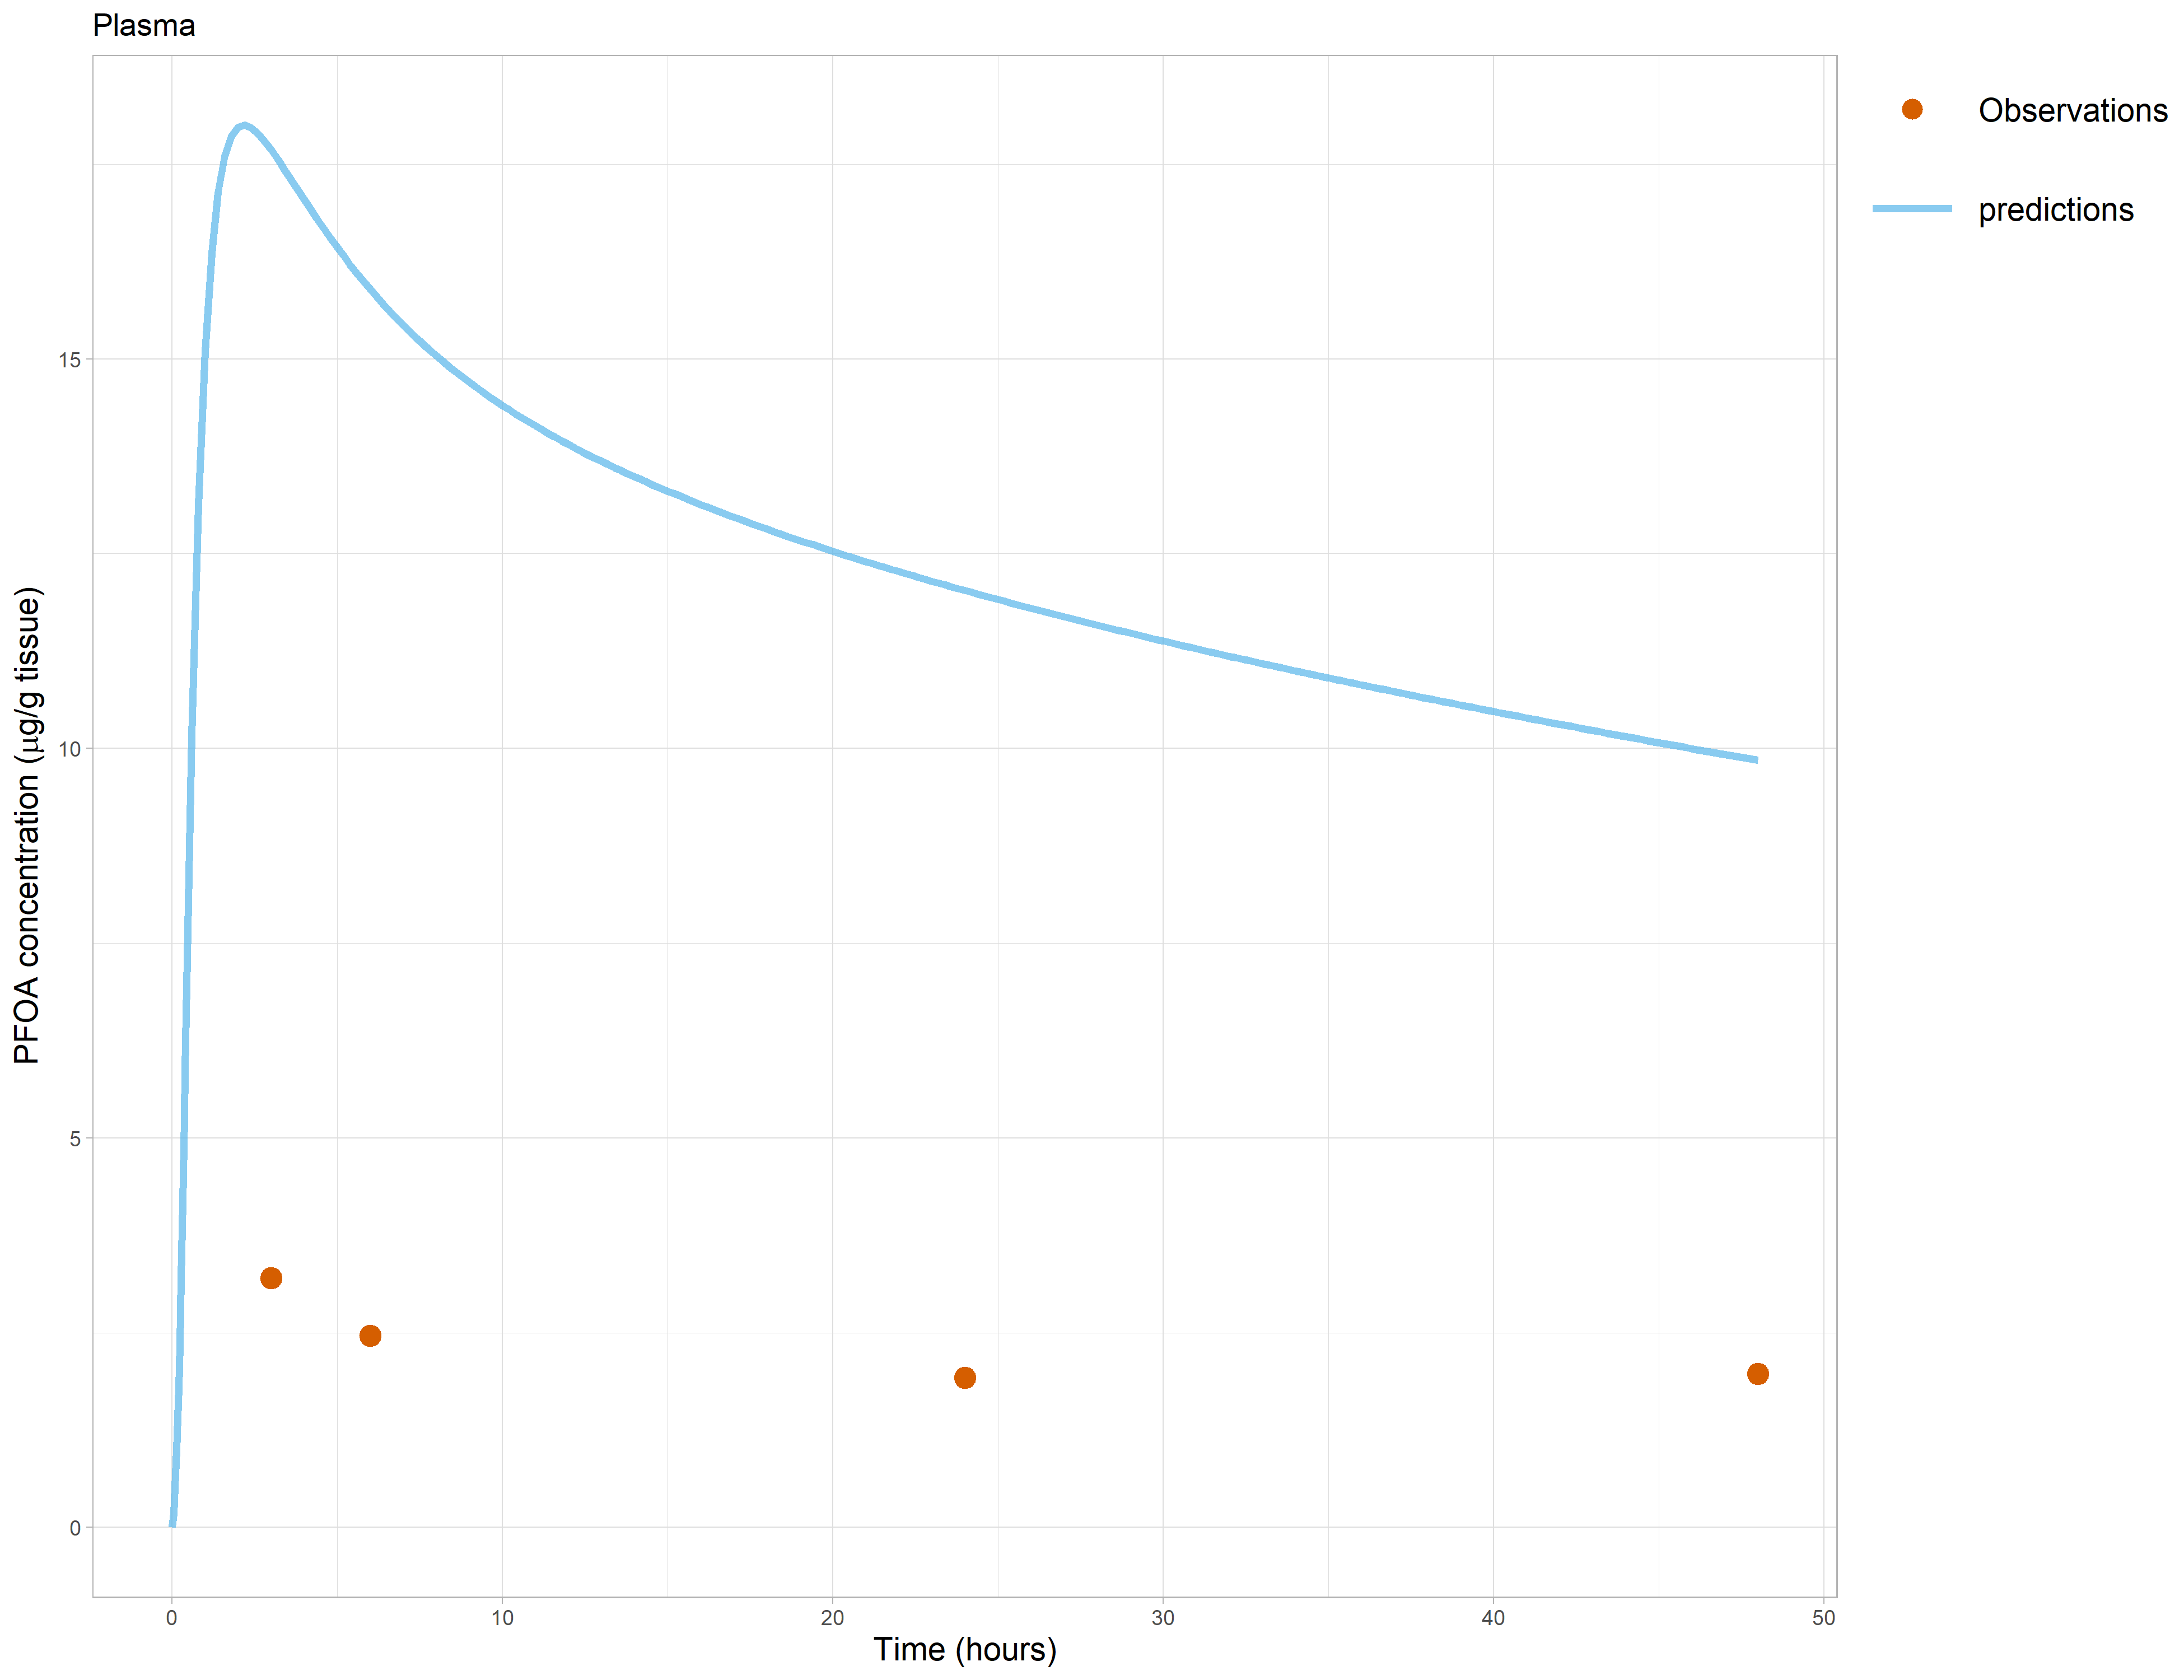 Plasma
Observations
predictions
PFOA concentration (μg/g tissue)
15
10
5
0
0 10 20 30 40 50
Time (hours)